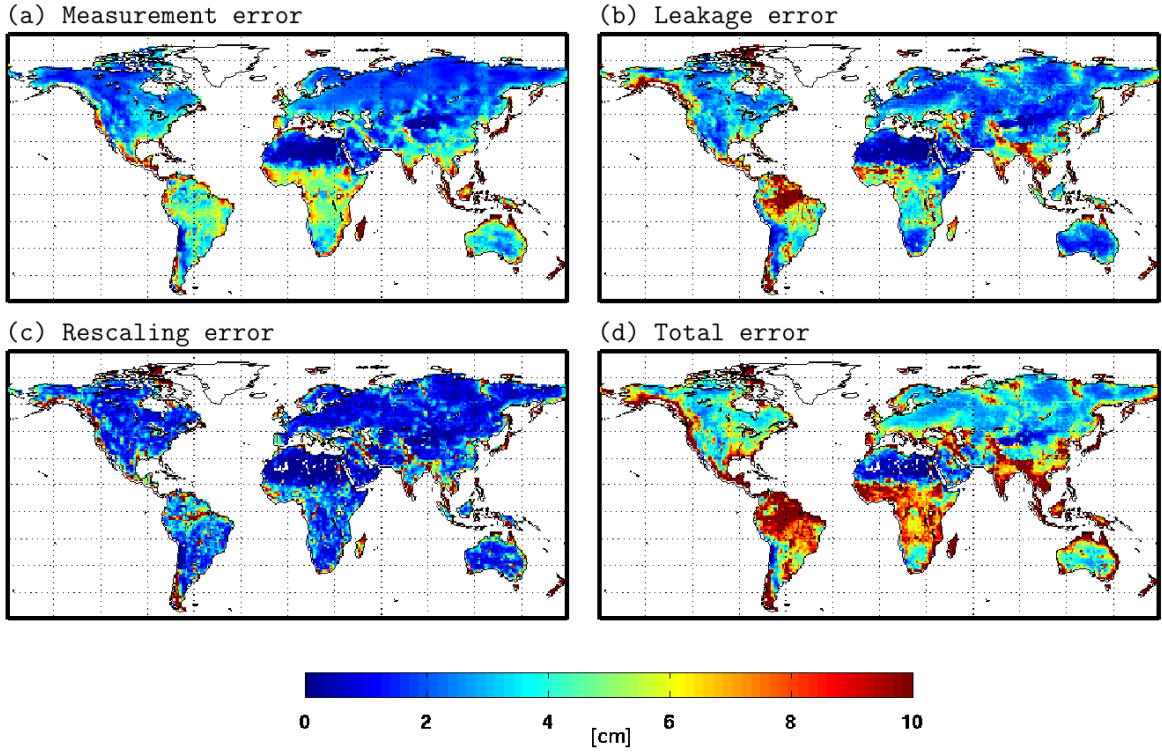 (a) Measurement error
(b) Leakage error
(c) Rescaling error
(d) Total error
0 2 4 6 8 10
[cm]